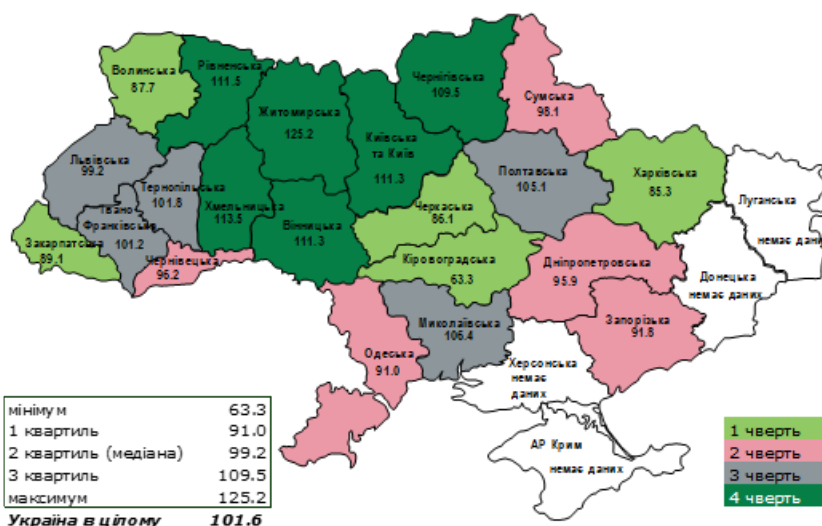 Волинська
87.7
Рівненська
111.5
Житомирська
125.2
Київська
та Київ
111.3
Чернігівська
109.5
Сумська
98.1
Львівська
99.2
Тернопільська
101.8
Хмельницька
113.5
Вінницька
111.3
Івано
Франківськ
101.2
Закарпатська
89.1
Чернівецька
96.2
Черкаська
86.1
Полтавська
105.1
Харківська
85.3
Луганська
немає даних
Кіровоградська
63.3
Дніпропетровська
95.9
Донецька
немає даних
Запорізька
91.8
Миколаївська
106.4
Одеська
91.0
Херсонська
немає
даних
АР Крим
немає даних
мінімум 63.3
1 квартиль 91.0
2 квартиль (медіана) 99.2
3 квартиль 109.5
максимум 125.2
Україна в цілому 101.6
1 чверть
2 чверть
3 чверть
4 чверть